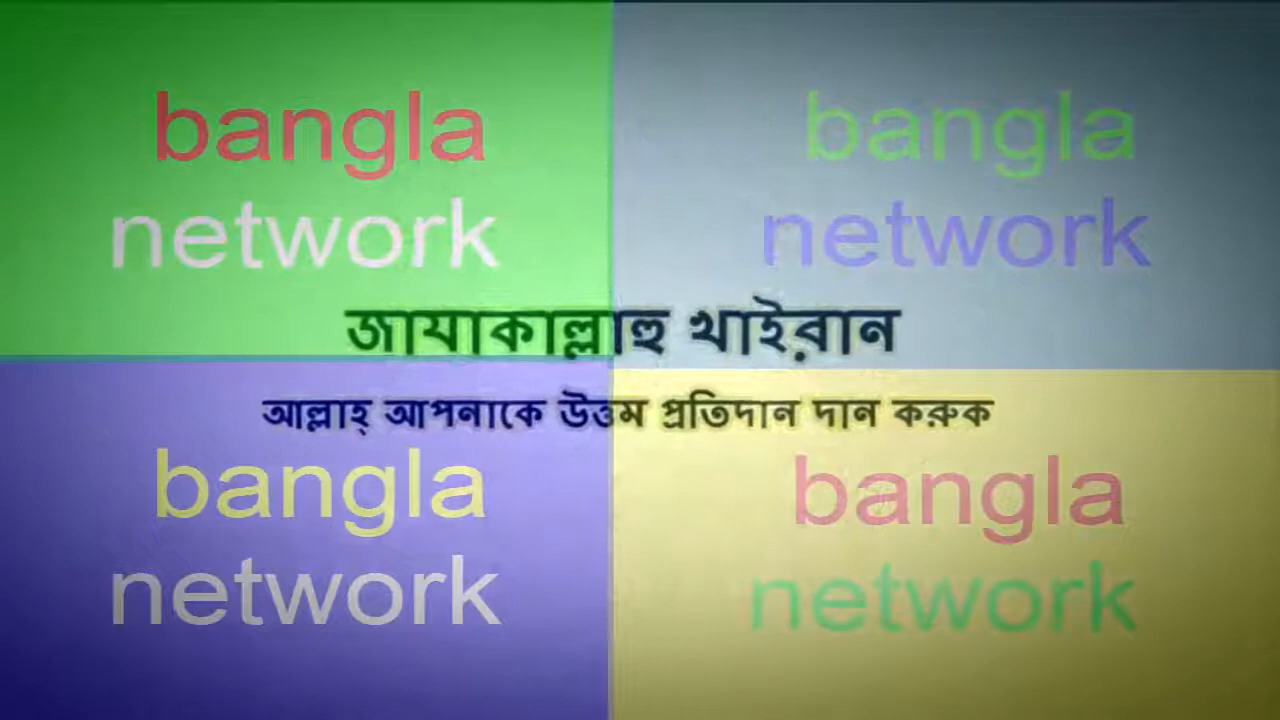 bangla
network
bangla
network
জাযাকাল্লাহু খাইরান
আল্লাহ্ আপনাকে উত্তম প্রতিদান দান করুক
bangla
network
bangla
network